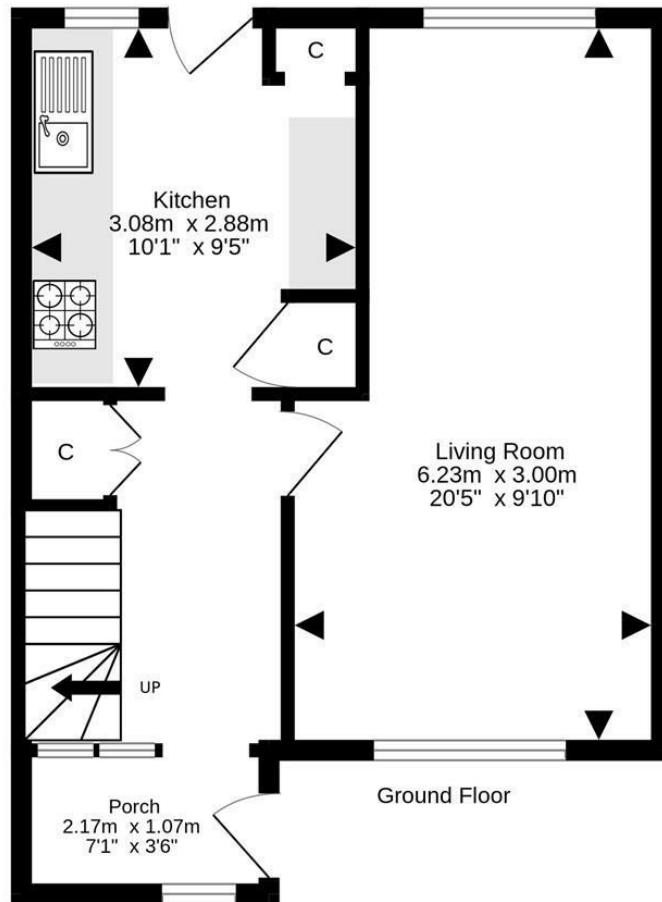 C
Kitchen
3.08m x 2.88m
10'1" x 9'5"
C
C
Living Room
6.23m x 3.00m
20'5" x 9'10"
UP
Porch
2.17m x 1.07m
7'1" x 3'6"
Ground Floor